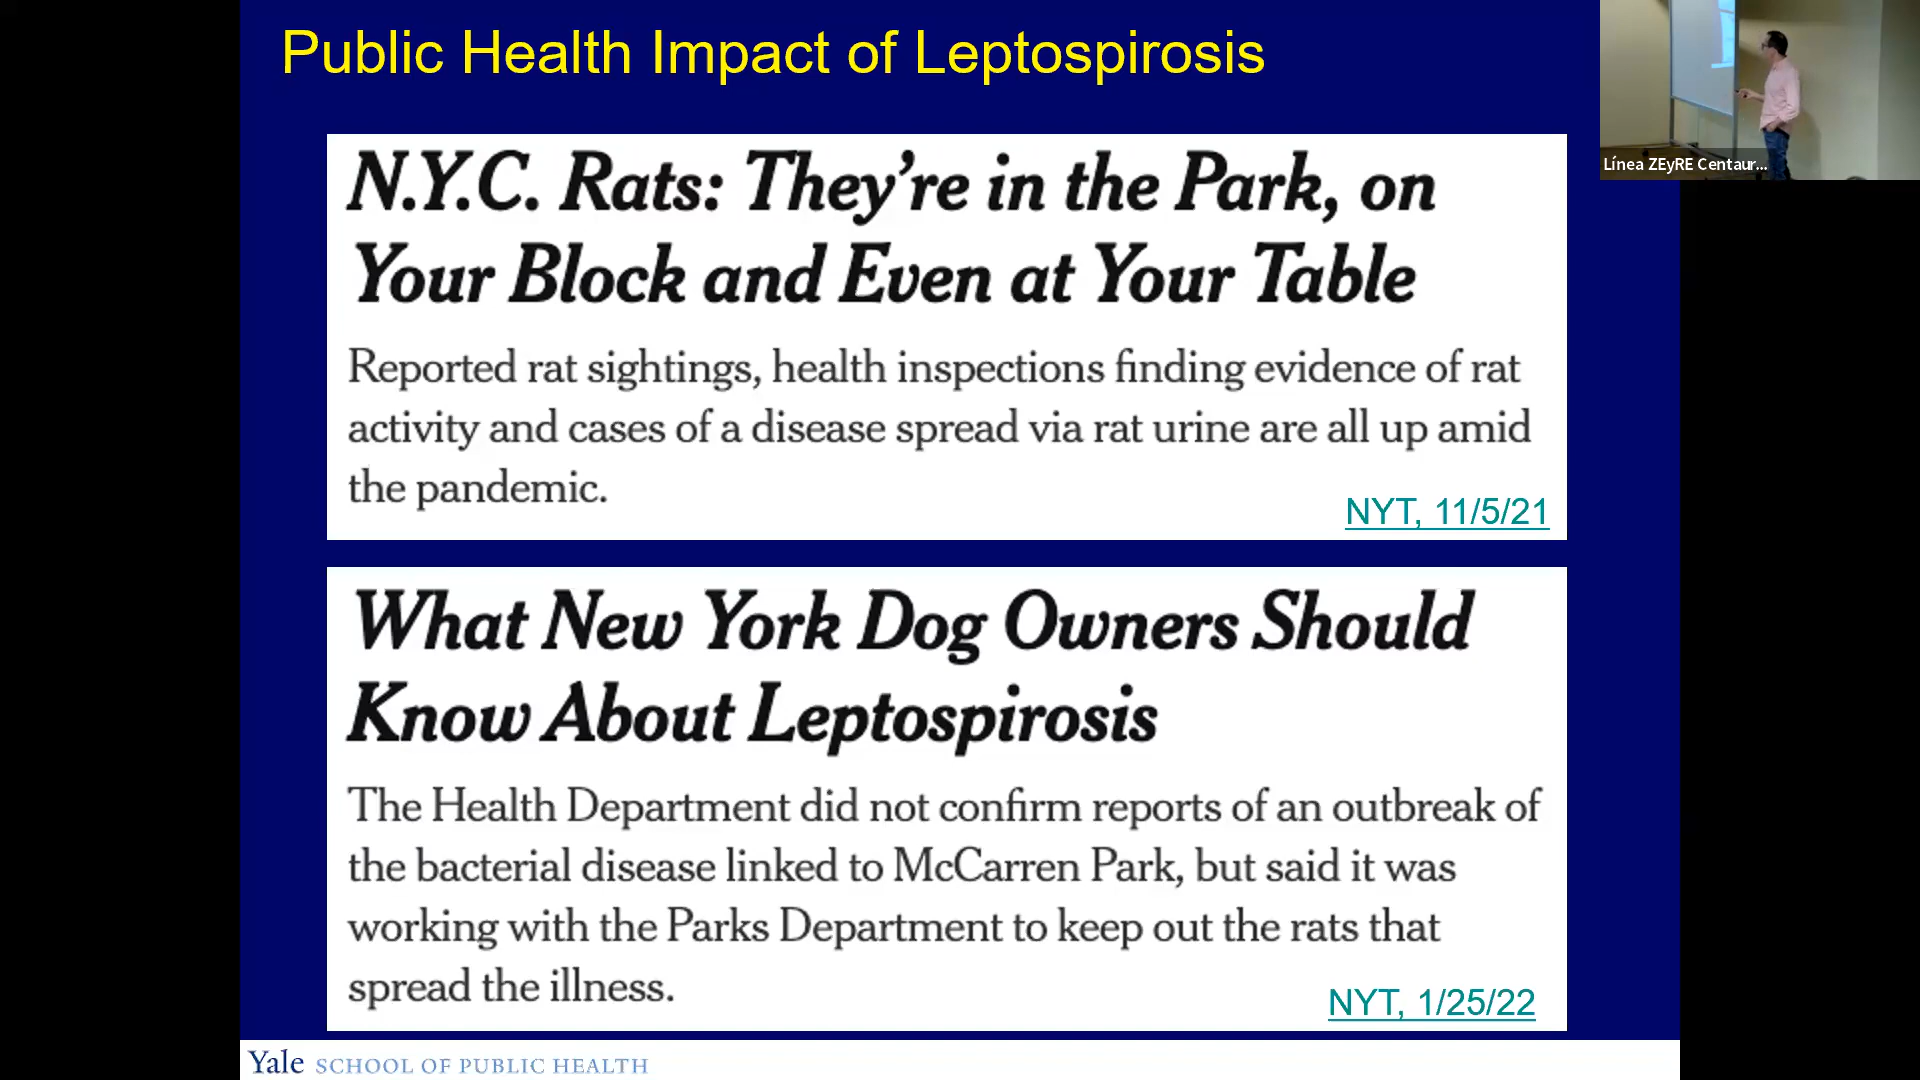 Public Health Impact of Leptospirosis
N.Y.C. Rats: They’re in the Park, on
Your Block and Even at Your Table
Reported rat sightings, health inspections finding evidence of rat
activity and cases of a disease spread via rat urine are all up amid
the pandemic.
NYT, 11/5/21
What New York Dog Owners Should
Know About Leptospirosis
The Health Department did not confirm reports of an outbreak of
the bacterial disease linked to McCarren Park, but said it was
working with the Parks Department to keep out the rats that
spread the illness.
NYT, 1/25/22
Yale SCHOOL OF PUBLIC HEALTH
Línea ZEyRE Centaur...